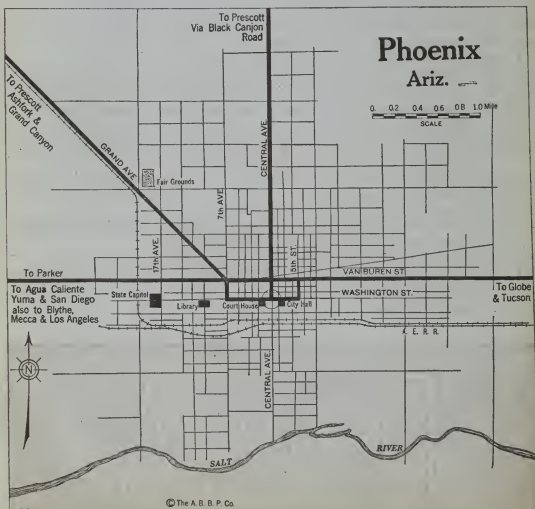 To Prescott
Via Black Canjon
Road
Phoenix
Ariz.
0. 0.2 0.4 0.6 0.8 1.0 Mile
SCALE
To Prescott
Ashfork &
Grand Canyon
GRAND AVE
Fair Grounds
17th AVE.
7th AVE.
CENTRAL AVE.
5th ST.
To Parker
VAN BUREN ST.
To Agua Caliente
Yuma & San Diego
also to Blythe,
Mecca & Los Angeles
State Capitol
Library
Court House
City Hall
WASHINGTON ST.
To Globe
& Tucson
E. R. R.
N
CENTRAL AVE.
SALT
RIVER
© The A. B. B. P. Co.